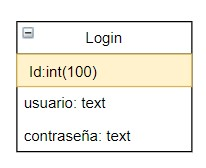 Login
Id:int(100)
usuario: text
contraseña: text